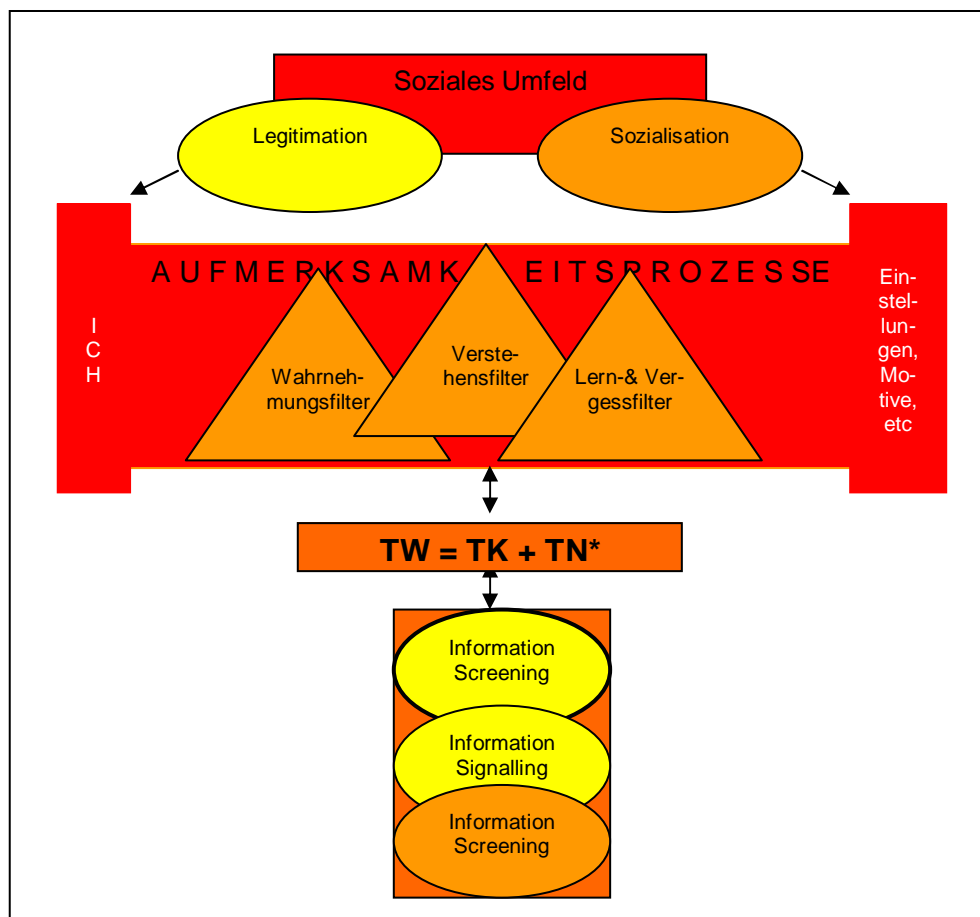 Soziales Umfeld
Legitimation
Sozialisation
I
C
H
A U F M E R K S A M K E I T S P R O Z E S S E
Wahrneh-
mungsfilter
Verste-
hensfilter
Lern-& Ver-
gessfilter
Ein-
stel-
lun-
gen,
Mo-
tive,
etc
TW = TK + TN*
Information
Screening
Information
Signalling
Information
Screening